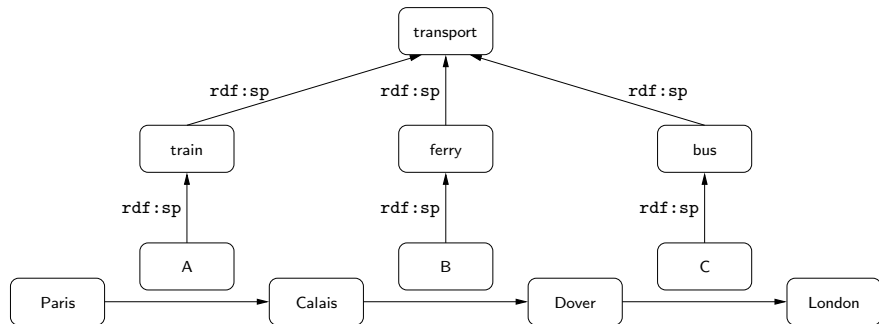 transport
rdf:sp rdf:sp rdf:sp
train ferry bus
rdf:sp rdf:sp rdf:sp
A B C
Paris Calais Dover London